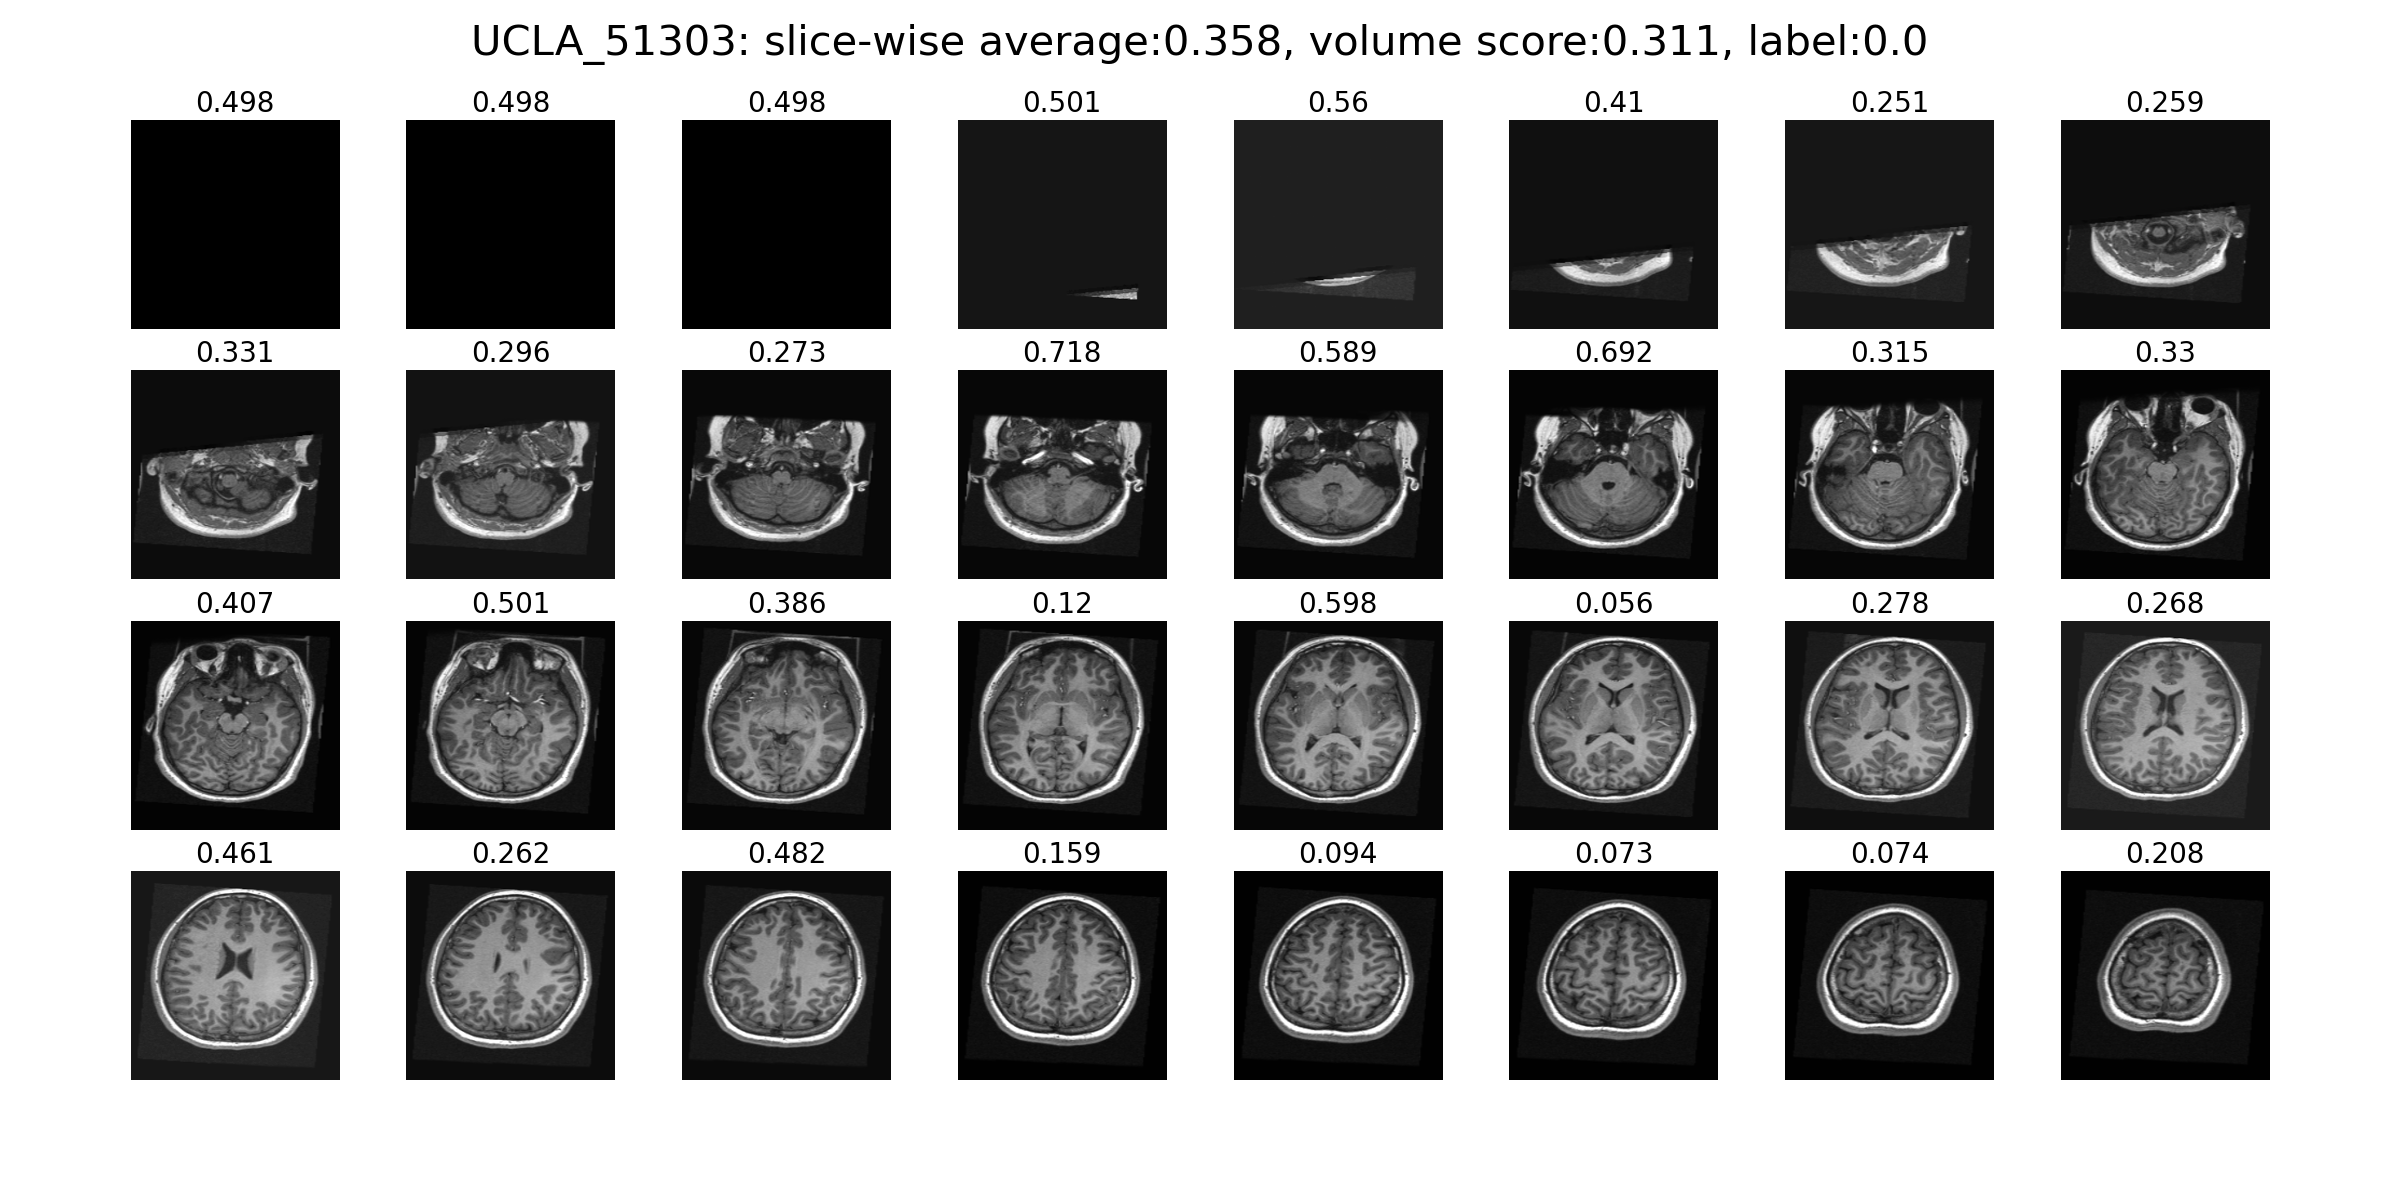 UCLA_51303: slice-wise average:0.358, volume score:0.311, label:0.0
0.498 0.498 0.498 0.501 0.56 0.41 0.251 0.259
0.331 0.296 0.273 0.718 0.589 0.692 0.315 0.33
0.407 0.501 0.386 0.12 0.598 0.056 0.278 0.268
0.461 0.262 0.482 0.159 0.094 0.073 0.074 0.208